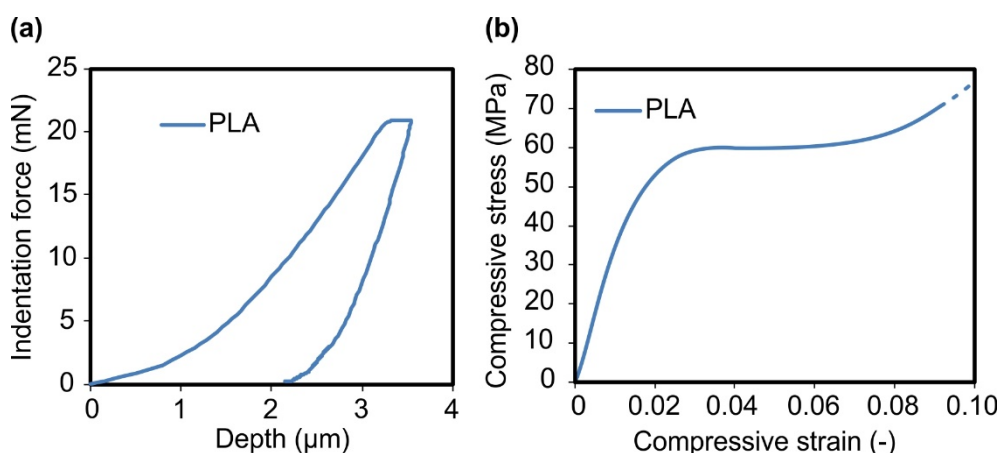 (a)
Indentation force (mN)
25
20
15
10
5
0
PLA
0 1 2 3 4
Depth (µm)
(b)
Compressive stress (MPa)
80
70
60
50
40
30
20
10
0
PLA
0 0.02 0.04 0.06 0.08 0.10
Compressive strain (-)